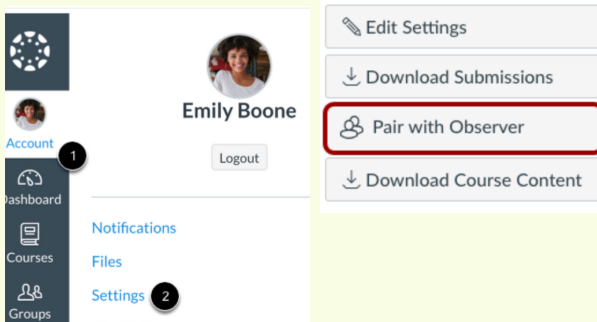 Emily Boone
Logout
Account
1
Dashboard
Courses
Groups
Notifications
Files
Settings 2
Edit Settings
Download Submissions
Pair with Observer
Download Course Content